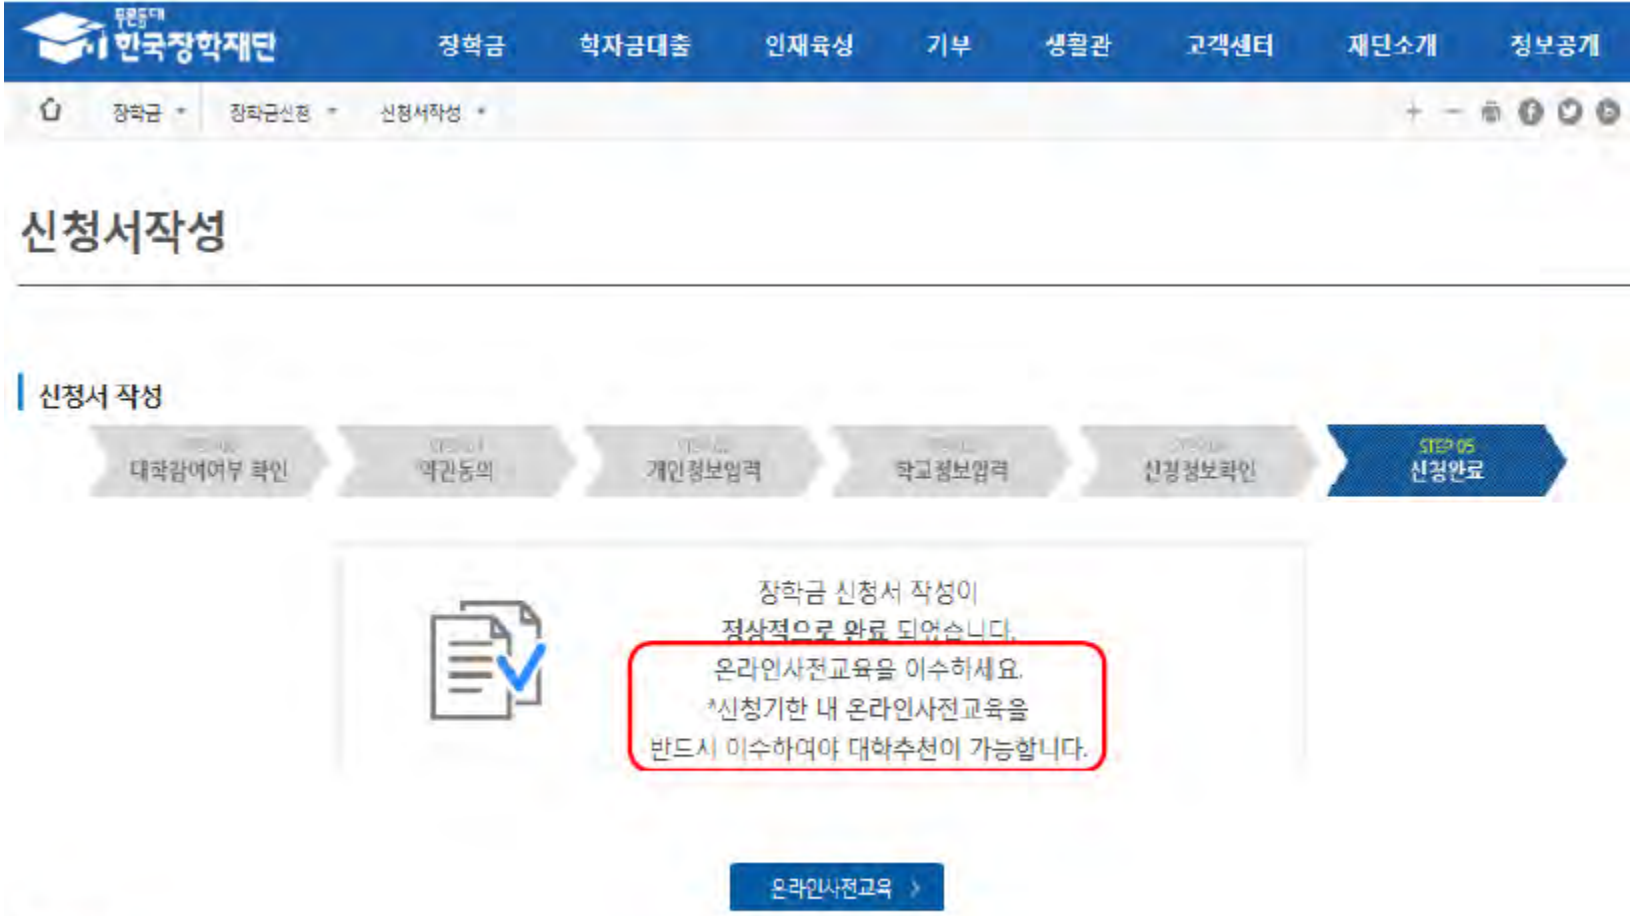 푸른등대
한국장학재단
장학금 학자금대출 인재육성 기부 생활관 고객센터 재단소개 정보공개
장학금 장학금신청 신청서작성
신청서작성
신청서 작성
대학참여여부 확인
약관동의
개인정보입력
학교정보입력
신청정보확인
STEP 05
신청완료
장학금 신청서 작성이
정상적으로 완료 되었습니다.
온라인사전교육을 이수하세요.
*신청기한 내 온라인사전교육을
반드시 이수하여야 대학추천이 가능합니다.
온라인사전교육 >